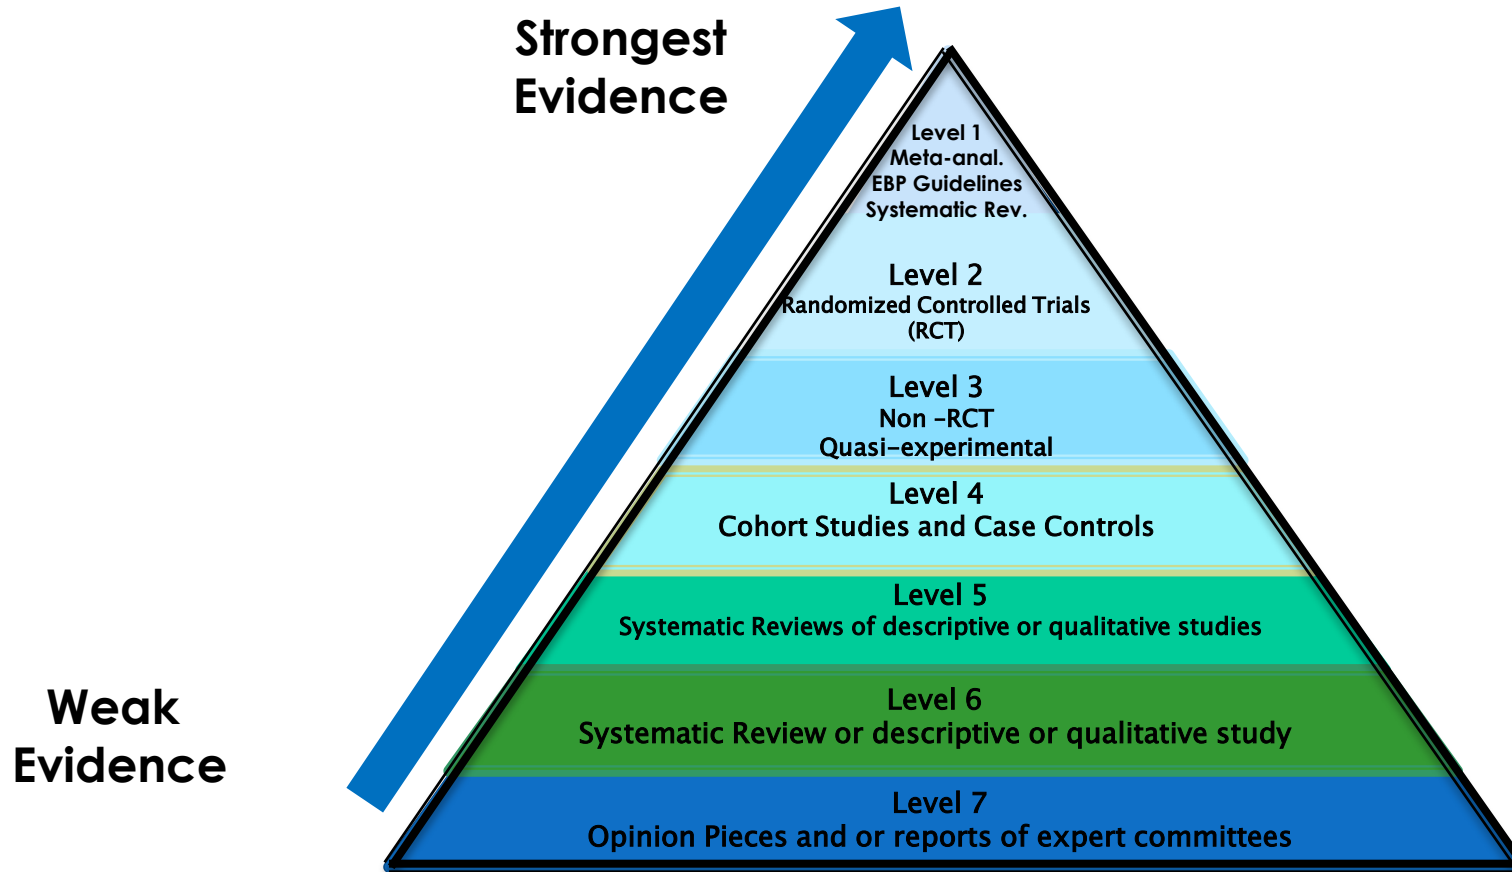 Strongest
Evidence
Level 1
Meta-anal.
EBP Guidelines
Systematic Rev.
Level 2
Randomized Controlled Trials
(RCT)
Level 3
Non –RCT
Quasi-experimental
Level 4
Cohort Studies and Case Controls
Level 5
Systematic Reviews of descriptive or qualitative studies
Level 6
Systematic Review or descriptive or qualitative study
Level 7
Opinion Pieces and or reports of expert committees
Weak
Evidence